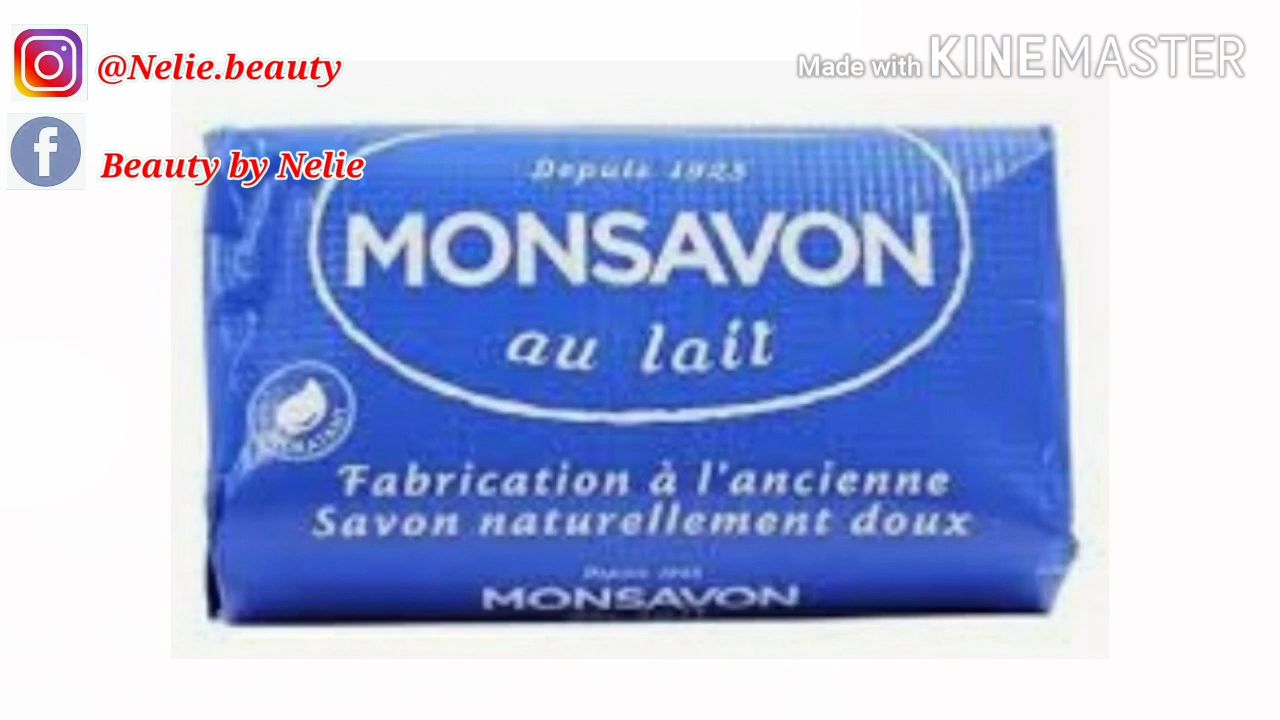 @Nelie.beauty
Made with KINEMASTER
Beauty by Nelie
Depuis 1925
MONSAVON
au lait
Fabrication à l'ancienne
Savon naturellement doux
Depuis
MONSAVON